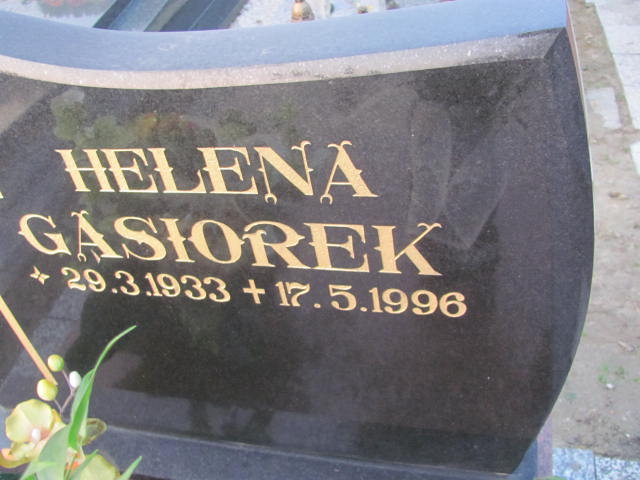 HELENA
GĄSIOREK
✦ 29.3.1933 + 17.5.1996